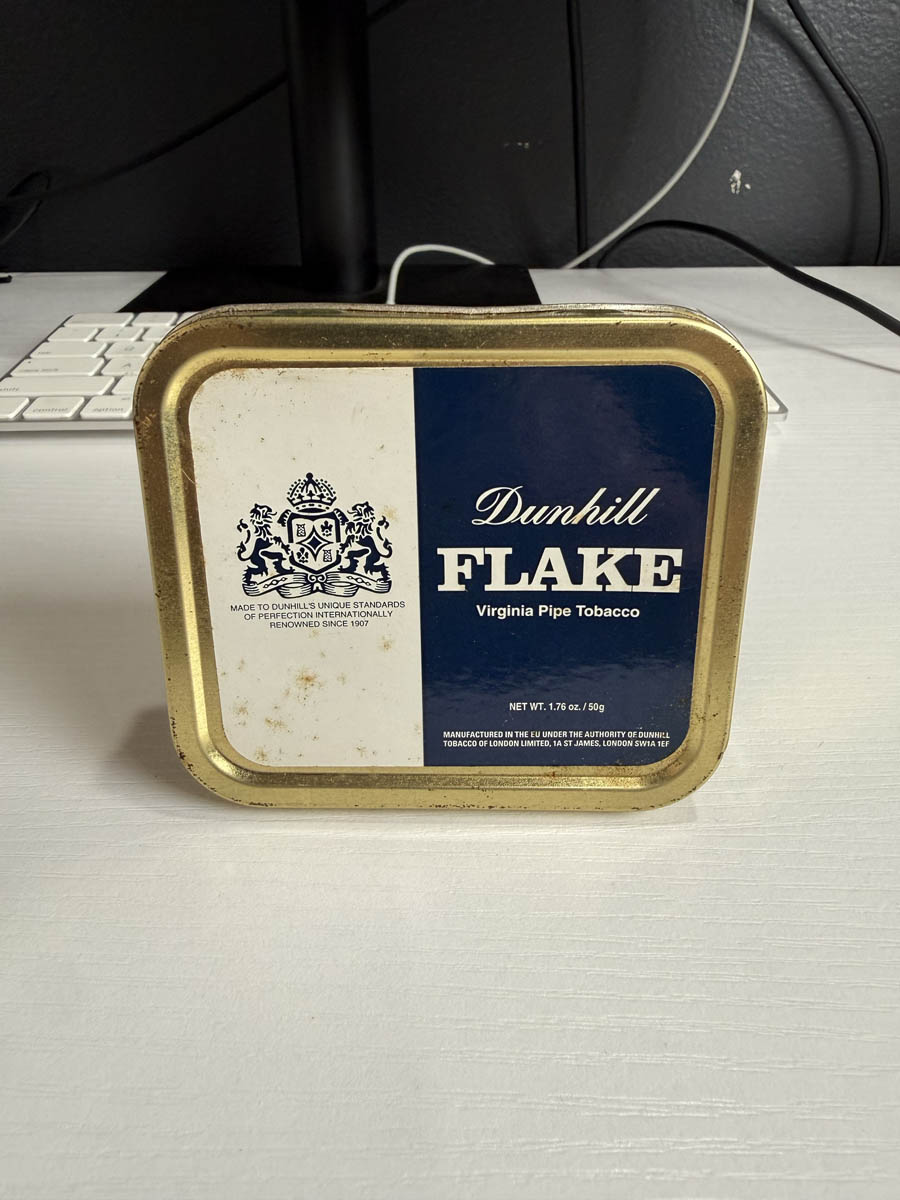 MADE TO DUNHILL'S UNIQUE STANDARDS
OF PERFECTION INTERNATIONALLY
RENOWNED SINCE 1907
Dunhill
FLAKE
Virginia Pipe Tobacco
NET WT. 1.76 oz. / 50g
MANUFACTURED IN THE EU UNDER THE AUTHORITY OF DUNHILL
TOBACCO OF LONDON LIMITED, 1A ST JAMES, LONDON SW1A 1EF
control
option